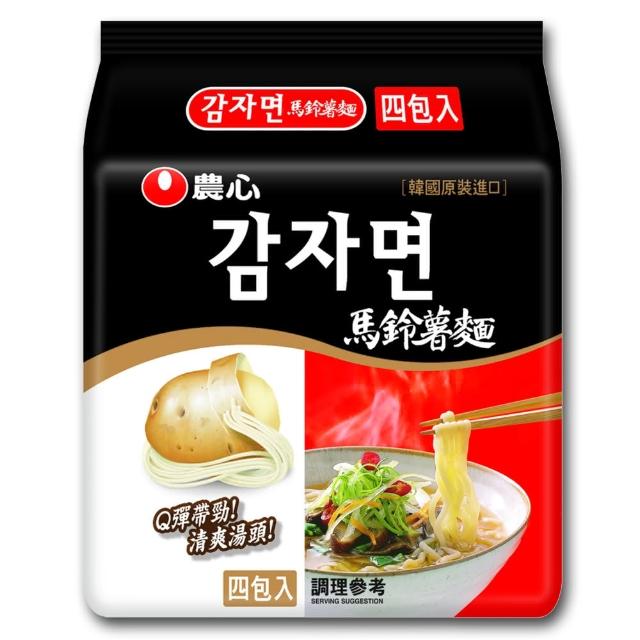 감자면 馬鈴薯麵 四包入
農心 [韓國原裝進口]
감자면
馬鈴薯麵
Q彈帶勁!
清爽湯頭!
四包入 調理參考
SERVING SUGGESTION